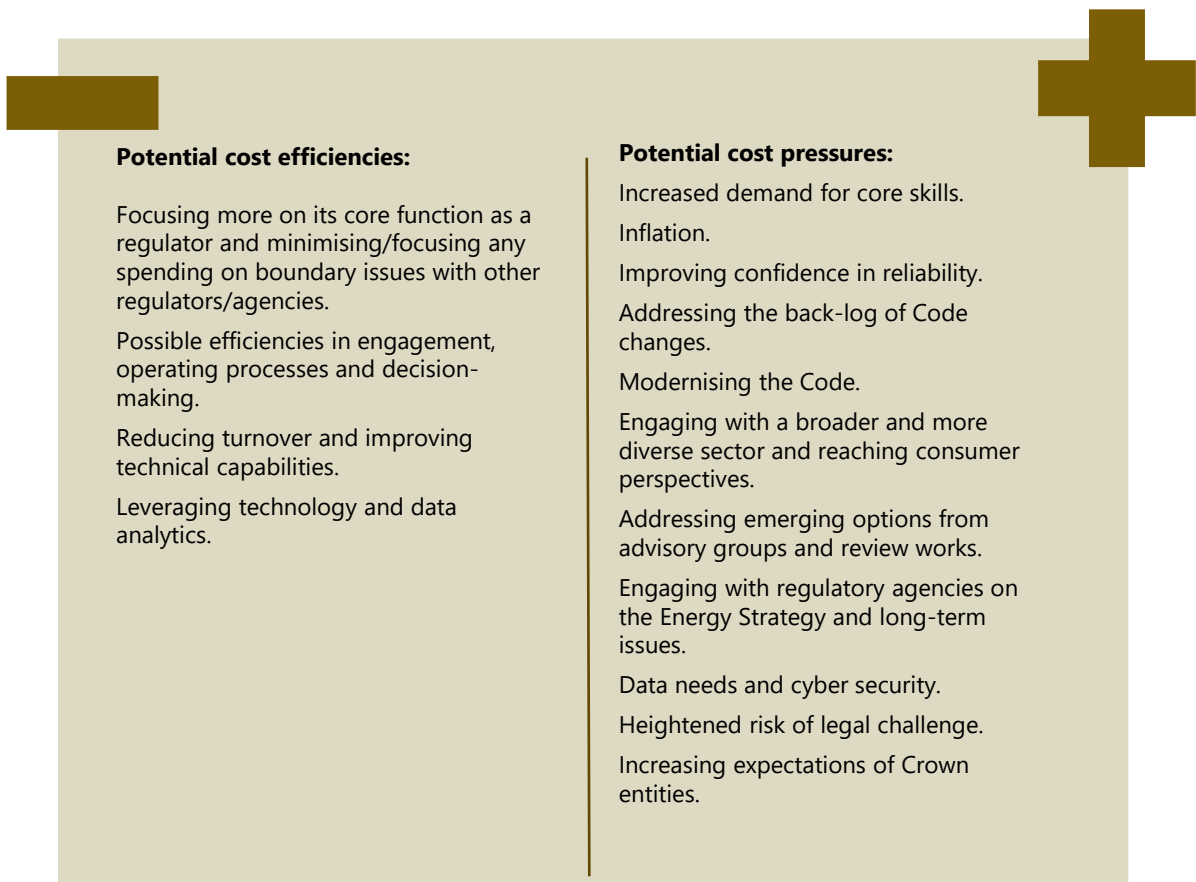 Potential cost efficiencies:
Focusing more on its core function as a
regulator and minimising/focusing any
spending on boundary issues with other
regulators/agencies.
Possible efficiencies in engagement,
operating processes and decision-
making.
Reducing turnover and improving
technical capabilities.
Leveraging technology and data
analytics.
Potential cost pressures:
Increased demand for core skills.
Inflation.
Improving confidence in reliability.
Addressing the back-log of Code
changes.
Modernising the Code.
Engaging with a broader and more
diverse sector and reaching consumer
perspectives.
Addressing emerging options from
advisory groups and review works.
Engaging with regulatory agencies on
the Energy Strategy and long-term
issues.
Data needs and cyber security.
Heightened risk of legal challenge.
Increasing expectations of Crown
entities.